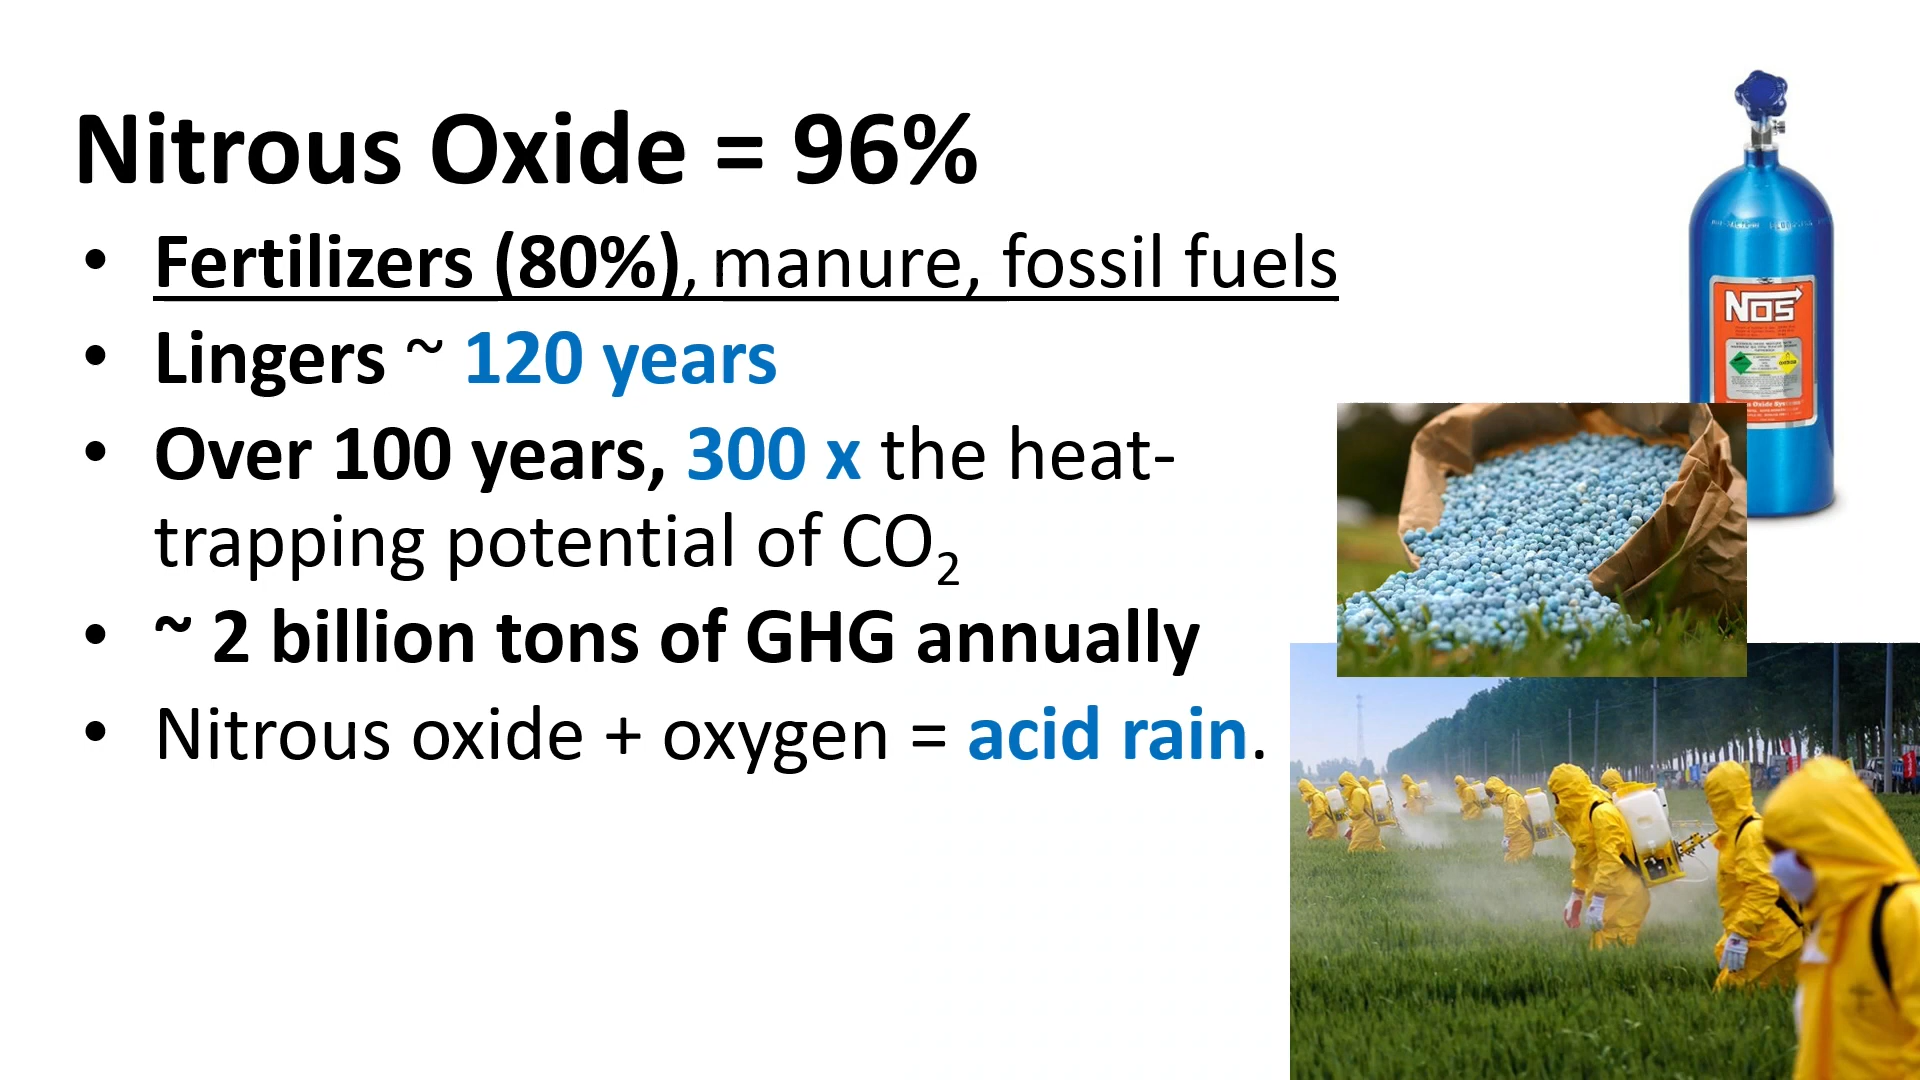 Nitrous Oxide = 96%
• Fertilizers (80%), manure, fossil fuels
• Lingers ~ 120 years
• Over 100 years, 300 x the heat-
trapping potential of CO₂
• ~ 2 billion tons of GHG annually
• Nitrous oxide + oxygen = acid rain.
NOS